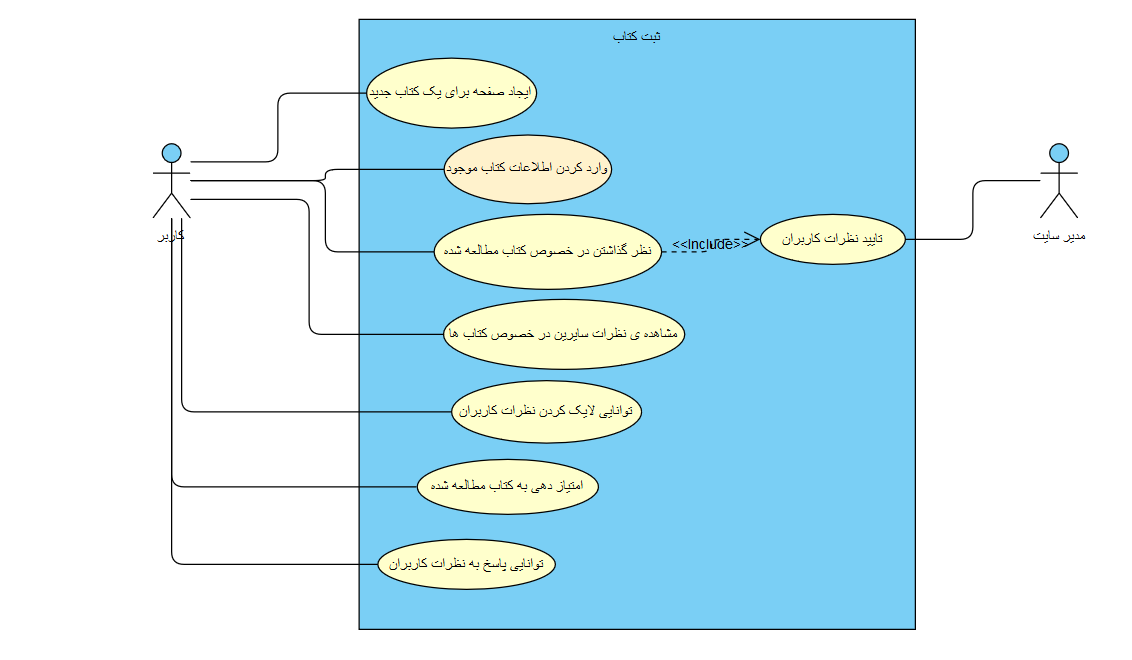 ثبت کتاب
ایجاد صفحه برای یک کتاب جدید
وارد کردن اطلاعات کتاب موجود
نظر گذاشتن در خصوص کتاب مطالعه شده
<<Include>>
تایید نظرات کاربران
کاربر
مدیر سایت
مشاهده ی نظرات سایرین در خصوص کتاب ها
توانایی لایک کردن نظرات کاربران
امتیاز دهی به کتاب مطالعه شده
توانایی پاسخ به نظرات کاربران